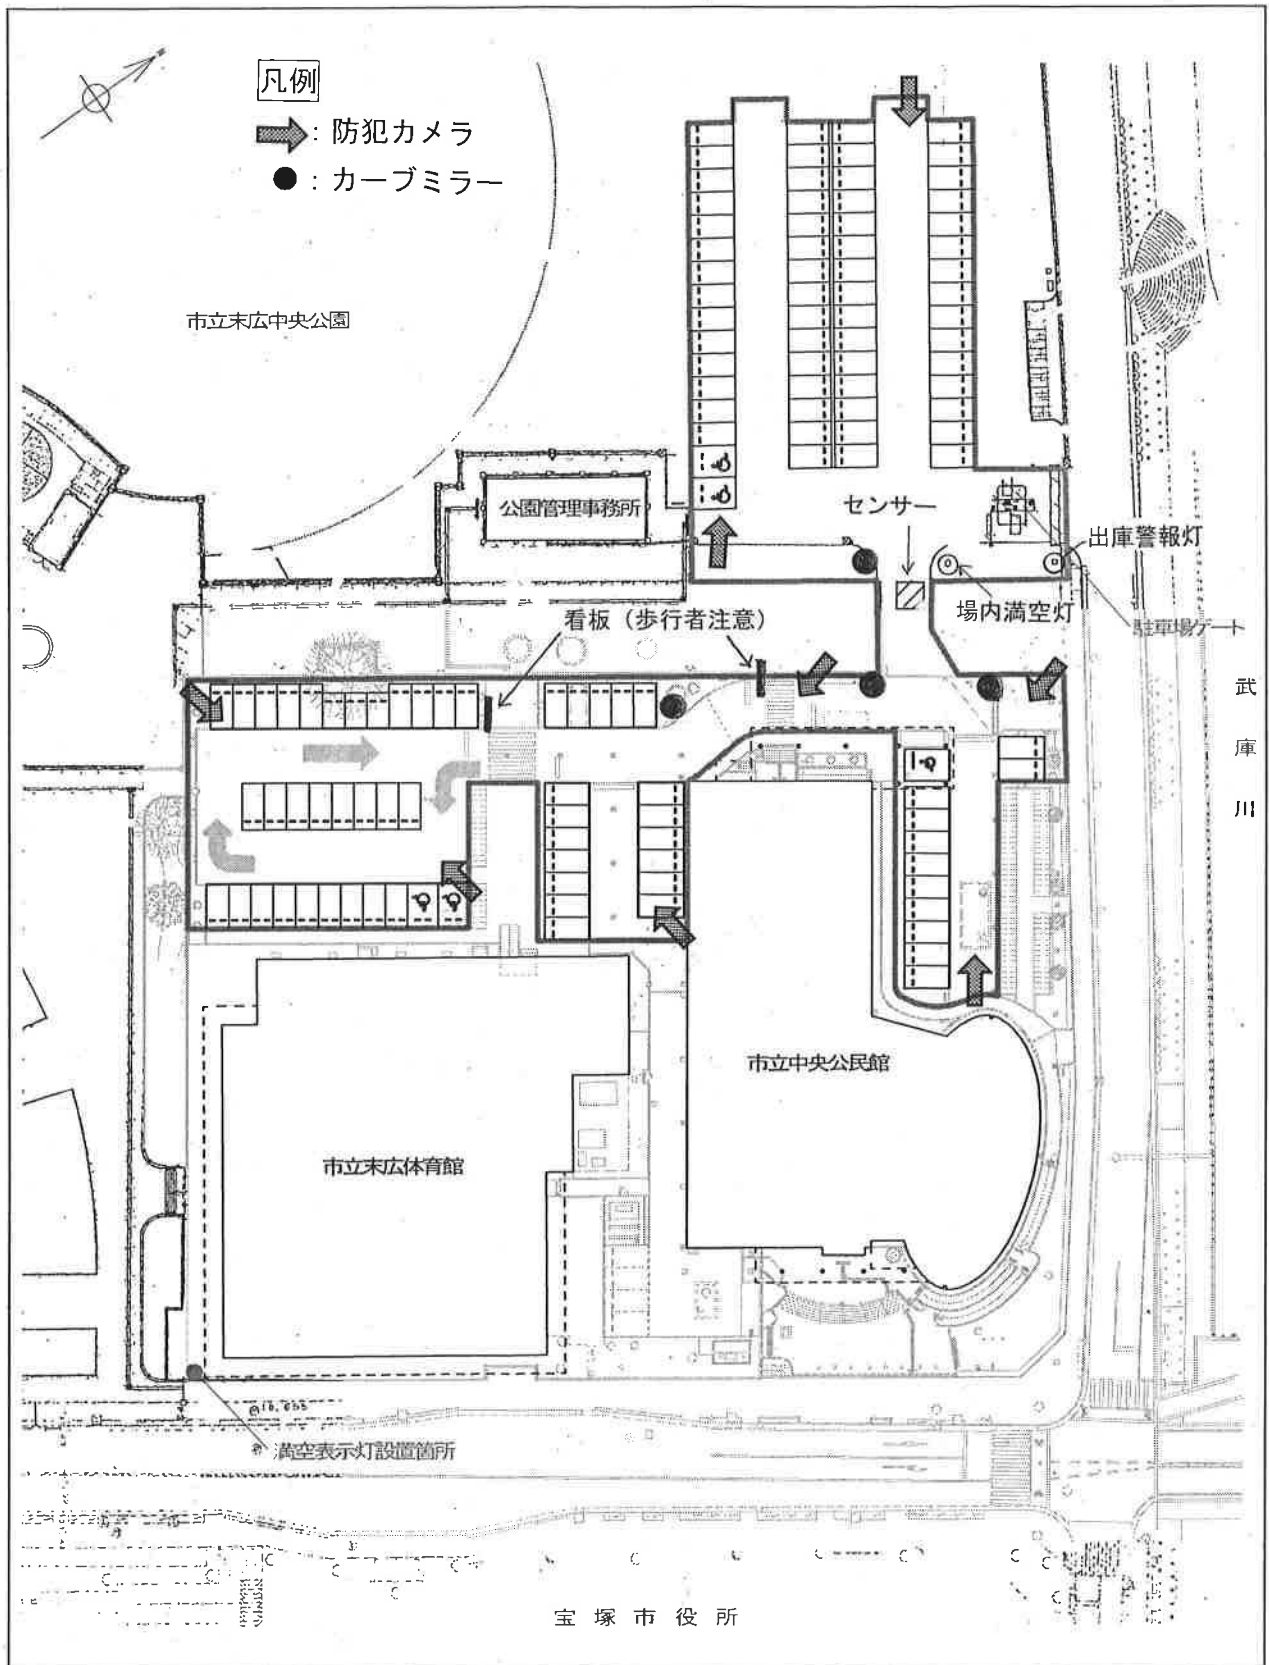 凡例
: 防犯カメラ
: カーブミラー
市立末広中央公園
公園管理事務所
センサー
出庫警報灯
場内満空灯
駐車場ゲート
看板（歩行者注意）
武庫川
市立中央公民館
市立末広体育館
満空表示灯設置箇所
宝塚市役所